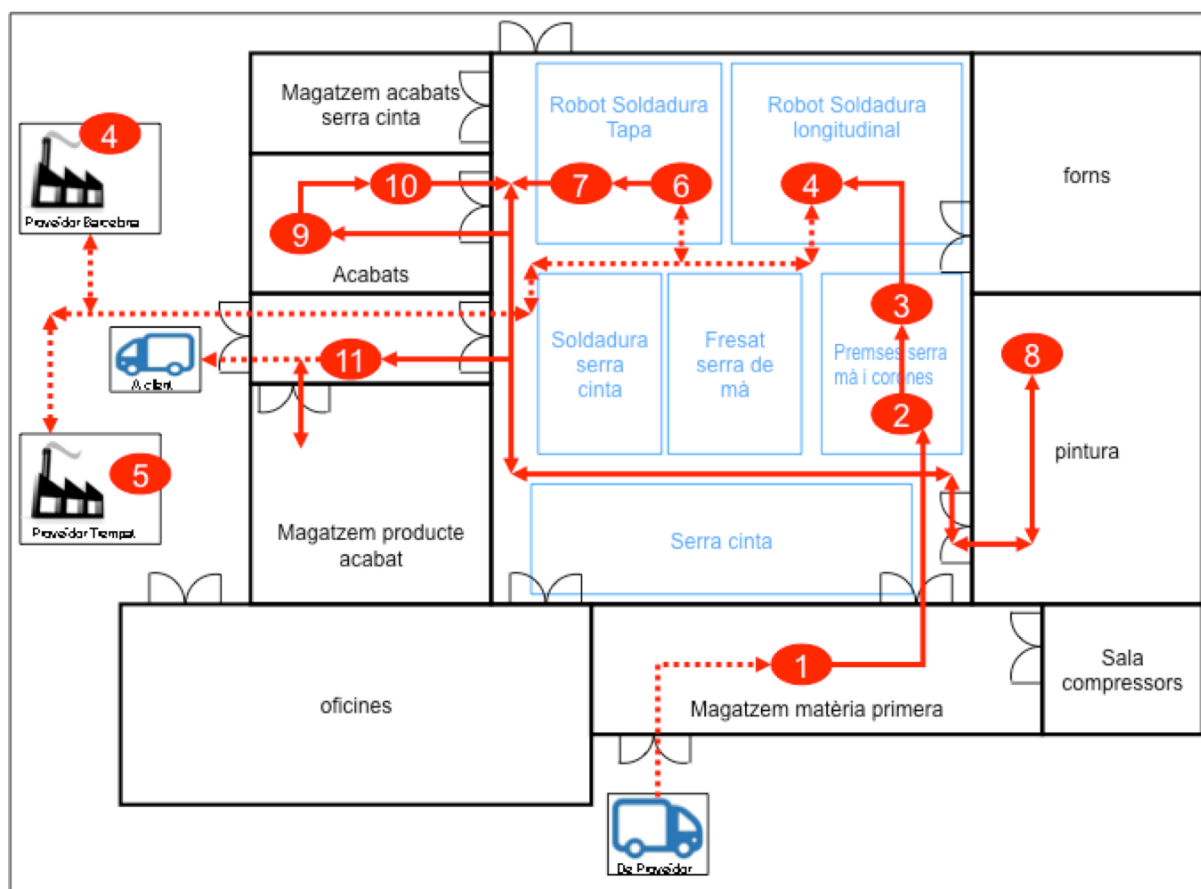 Magatzem acabats
serra cinta
Robot Soldadura
Tapa
Robot Soldadura
longitudinal
forns
4
Proveïdor Barcelona
10
7
6
4
9
Acabats
3
Soldadura
serra
cinta
Fresat
serra de
mà
Premses serra
mà i corones
2
8
11
A client
pintura
5
Proveïdor Trempat
Magatzem producte
acabat
Serra cinta
oficines
1
Magatzem matèria primera
Sala
compressors
De Proveïdor